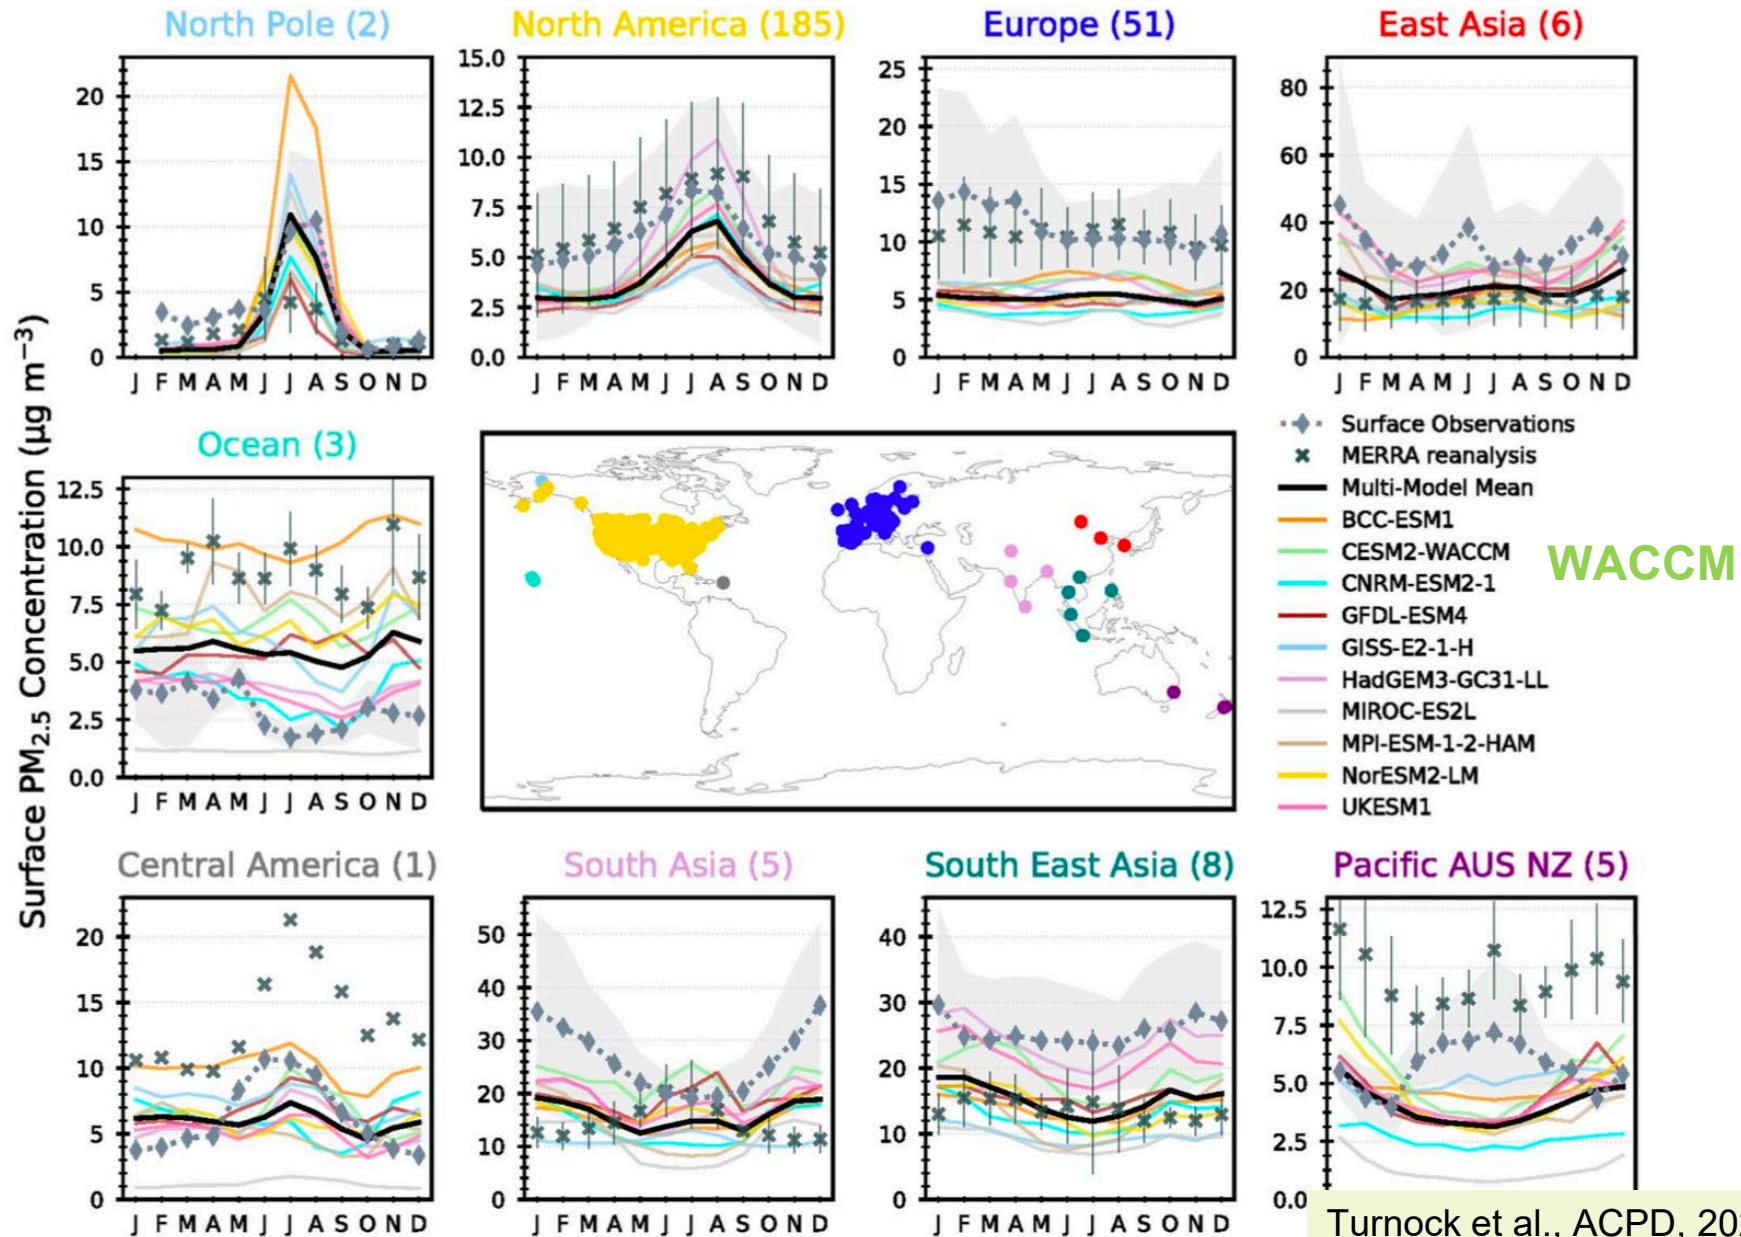 North Pole (2)
North America (185)
Europe (51)
East Asia (6)
20
15
10
5
0
J F M A M J J A S O N D
15.0
12.5
10.0
7.5
5.0
2.5
0.0
J F M A M J J A S O N D
25
20
15
10
5
0
J F M A M J J A S O N D
80
60
40
20
0
J F M A M J J A S O N D
Surface PM2.5 Concentration (µg m−3)
Ocean (3)
12.5
10.0
7.5
5.0
2.5
0.0
J F M A M J J A S O N D
Surface Observations
MERRA reanalysis
Multi-Model Mean
BCC-ESM1
CESM2-WACCM
CNRM-ESM2-1
GFDL-ESM4
GISS-E2-1-H
HadGEM3-GC31-LL
MIROC-ES2L
MPI-ESM-1-2-HAM
NorESM2-LM
UKESM1
WACCM
Central America (1)
South Asia (5)
South East Asia (8)
Pacific AUS NZ (5)
20
15
10
5
0
J F M A M J J A S O N D
50
40
30
20
10
0
J F M A M J J A S O N D
40
30
20
10
0
J F M A M J J A S O N D
12.5
10.0
7.5
5.0
2.5
0.0
Turnock et al., ACPD,